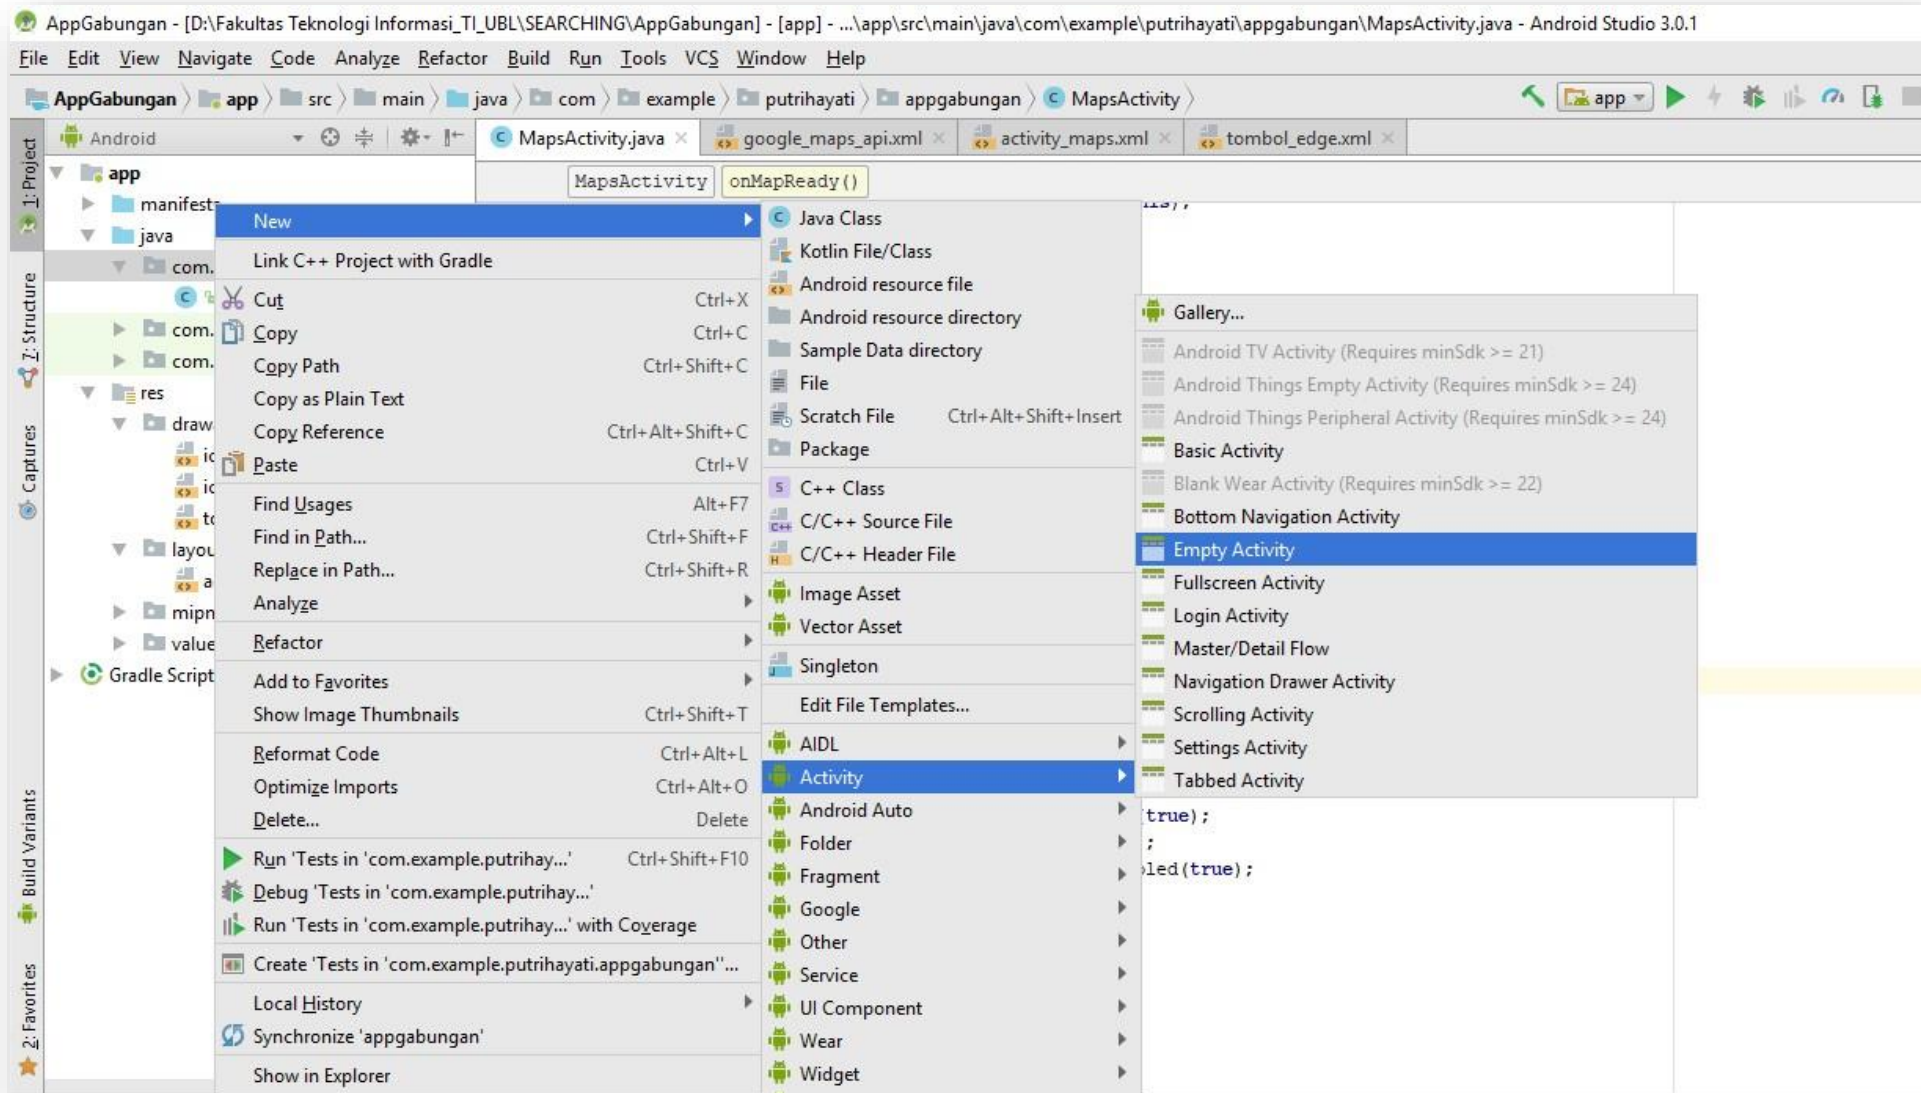 AppGabungan - [D:\Fakultas Teknologi Informasi_TI_UBL\SEARCHING\AppGabungan] - [app] - ...\app\src\main\java\com\example\putrihayati\appgabungan\MapsActivity.java - Android Studio 3.0.1
File Edit View Navigate Code Analyze Refactor Build Run Tools VCS Window Help
AppGabungan app src main java com example putrihayati appgabungan MapsActivity app
Android
MapsActivity.java google_maps_api.xml activity_maps.xml tombol_edge.xml
MapsActivity onMapReady()
1: Project
7: Structure
Captures
Build Variants
2: Favorites
app
manifests
java
com.
com.
com.
res
draw
ic
ic
to
layou
a
mipn
value
Gradle Script
New
Link C++ Project with Gradle
Cut Ctrl+X
Copy Ctrl+C
Copy Path Ctrl+Shift+C
Copy as Plain Text
Copy Reference Ctrl+Alt+Shift+C
Paste Ctrl+V
Find Usages Alt+F7
Find in Path... Ctrl+Shift+F
Replace in Path... Ctrl+Shift+R
Analyze
Refactor
Add to Favorites
Show Image Thumbnails Ctrl+Shift+T
Reformat Code Ctrl+Alt+L
Optimize Imports Ctrl+Alt+O
Delete... Delete
Run 'Tests in 'com.example.putrihay...' Ctrl+Shift+F10
Debug 'Tests in 'com.example.putrihay...'
Run 'Tests in 'com.example.putrihay...' with Coverage
Create 'Tests in 'com.example.putrihayati.appgabungan''...
Local History
Synchronize 'appgabungan'
Show in Explorer
Java Class
Kotlin File/Class
Android resource file
Android resource directory
Sample Data directory
File
Scratch File Ctrl+Alt+Shift+Insert
Package
C++ Class
C/C++ Source File
C/C++ Header File
Image Asset
Vector Asset
Singleton
Edit File Templates...
AIDL
Activity
Android Auto
Folder
Fragment
Google
Other
Service
UI Component
Wear
Widget
Gallery...
Android TV Activity (Requires minSdk >= 21)
Android Things Empty Activity (Requires minSdk >= 24)
Android Things Peripheral Activity (Requires minSdk >= 24)
Basic Activity
Blank Wear Activity (Requires minSdk >= 22)
Bottom Navigation Activity
Empty Activity
Fullscreen Activity
Login Activity
Master/Detail Flow
Navigation Drawer Activity
Scrolling Activity
Settings Activity
Tabbed Activity
(true);
;
led(true);